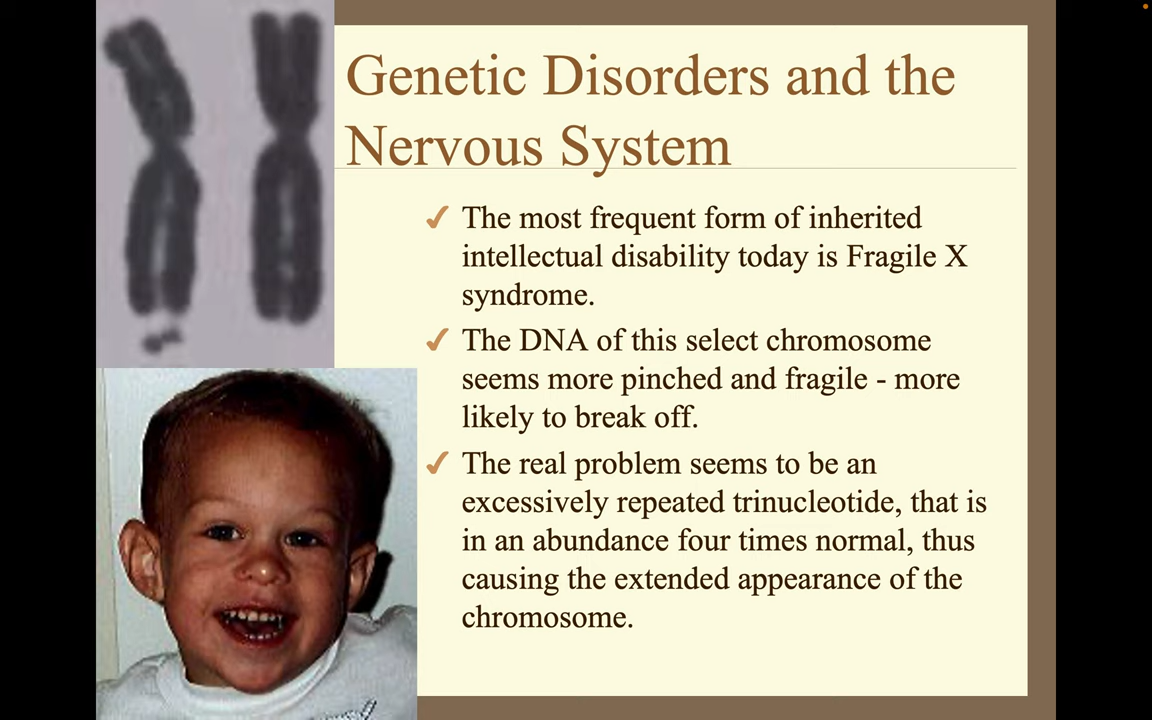 Genetic Disorders and the
Nervous System
✓ The most frequent form of inherited
intellectual disability today is Fragile X
syndrome.
✓ The DNA of this select chromosome
seems more pinched and fragile - more
likely to break off.
✓ The real problem seems to be an
excessively repeated trinucleotide, that is
in an abundance four times normal, thus
causing the extended appearance of the
chromosome.